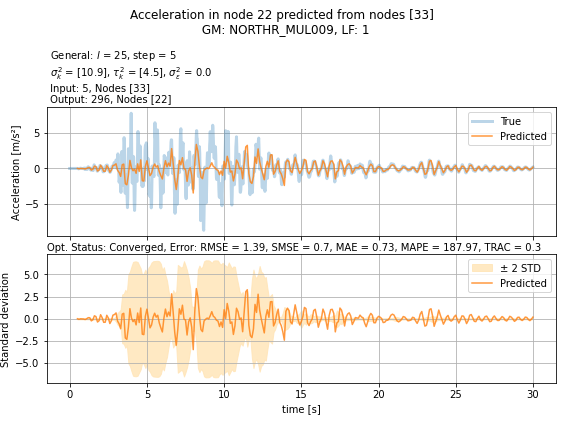 Acceleration in node 22 predicted from nodes [33]
GM: NORTHR_MUL009, LF: 1
General: l = 25, step = 5
σ²ₖ = [10.9], τ²ₖ = [4.5], σ²ₑ = 0.0
Input: 5, Nodes [33]
Output: 296, Nodes [22]
Acceleration [m/s²]
5
0
−5
True
Predicted
Opt. Status: Converged, Error: RMSE = 1.39, SMSE = 0.7, MAE = 0.73, MAPE = 187.97, TRAC = 0.3
Standard deviation
5.0
2.5
0.0
−2.5
−5.0
± 2 STD
Predicted
0 5 10 15 20 25 30
time [s]